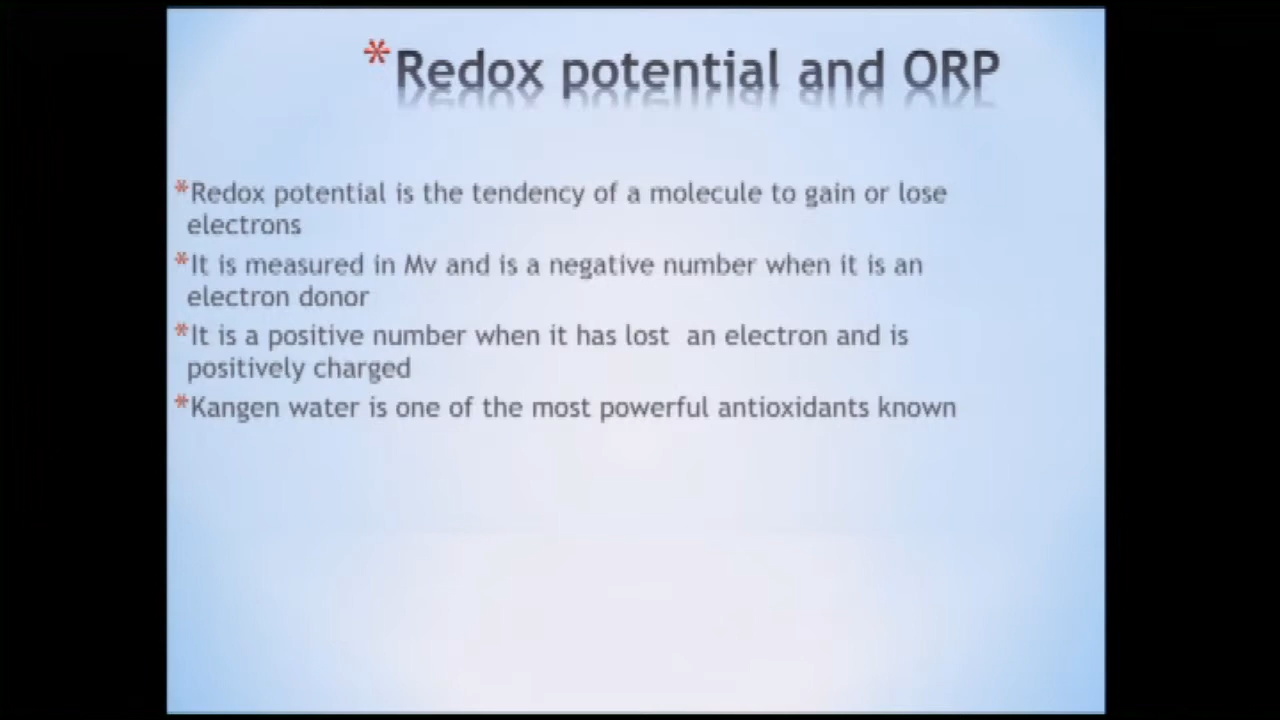 *Redox potential and ORP
*Redox potential is the tendency of a molecule to gain or lose
electrons
*It is measured in Mv and is a negative number when it is an
electron donor
*It is a positive number when it has lost  an electron and is
positively charged
*Kangen water is one of the most powerful antioxidants known